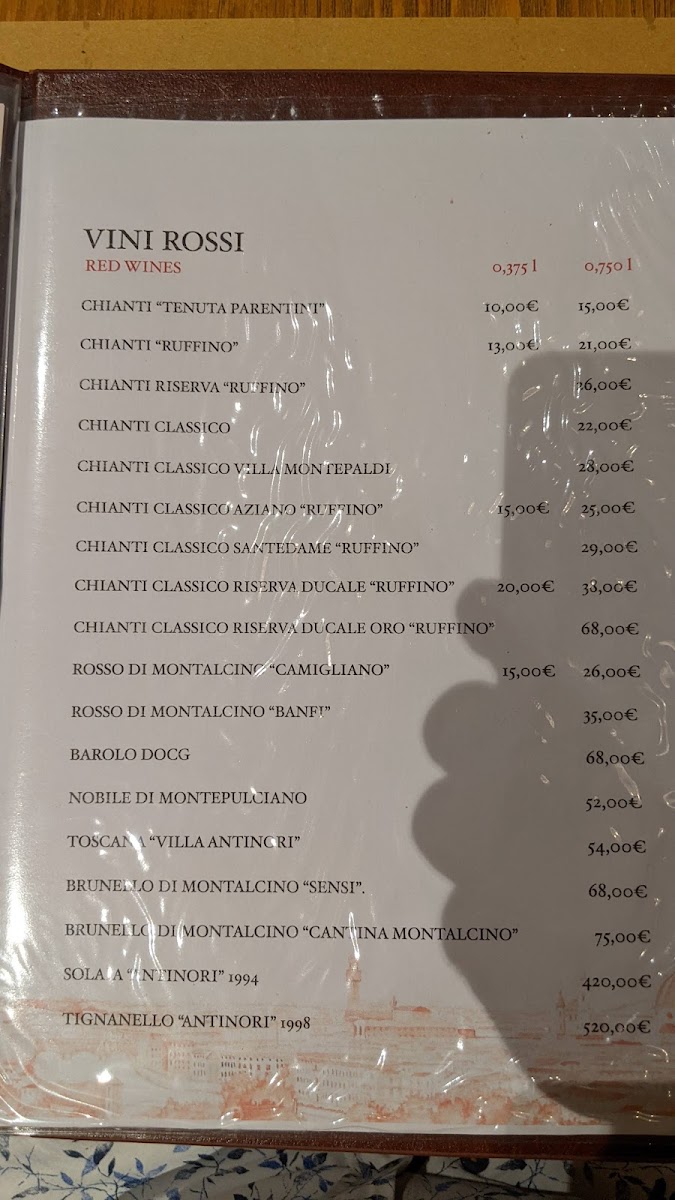 VINI ROSSI
RED WINES 0,375 l 0,750 l
CHIANTI “TENUTA PARENTINI” 10,00€ 15,00€
CHIANTI “RUFFINO” 13,00€ 21,00€
CHIANTI RISERVA “RUFFINO” 26,00€
CHIANTI CLASSICO 22,00€
CHIANTI CLASSICO VILLA MONTEPALDI 28,00€
CHIANTI CLASSICO AZIANO “RUFFINO” 15,00€ 25,00€
CHIANTI CLASSICO SANTEDAME “RUFFINO” 29,00€
CHIANTI CLASSICO RISERVA DUCALE “RUFFINO” 20,00€ 38,00€
CHIANTI CLASSICO RISERVA DUCALE ORO “RUFFINO” 68,00€
ROSSO DI MONTALCINO “CAMIGLIANO” 15,00€ 26,00€
ROSSO DI MONTALCINO “BANFI” 35,00€
BAROLO DOCG 68,00€
NOBILE DI MONTEPULCIANO 52,00€
TOSCANA “VILLA ANTINORI” 54,00€
BRUNELLO DI MONTALCINO “SENSI”. 68,00€
BRUNELLO DI MONTALCINO “CANTINA MONTALCINO” 75,00€
SOLAIA “ANTINORI” 1994 420,00€
TIGNANELLO “ANTINORI” 1998 520,00€